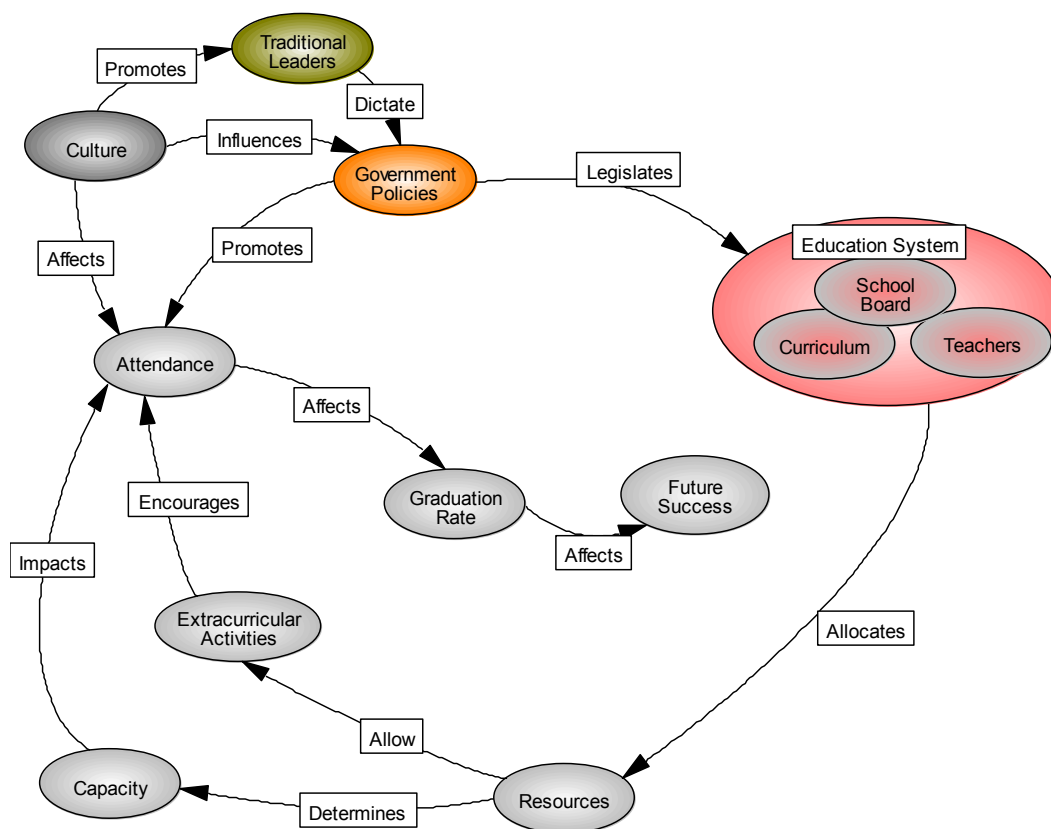 Traditional
Leaders
Promotes
Dictate
Culture
Influences
Government
Policies
Legislates
Promotes
Affects
Education System
School
Board
Curriculum
Teachers
Attendance
Affects
Graduation
Rate
Future
Success
Affects
Encourages
Impacts
Extracurricular
Activities
Allocates
Allow
Capacity
Determines
Resources